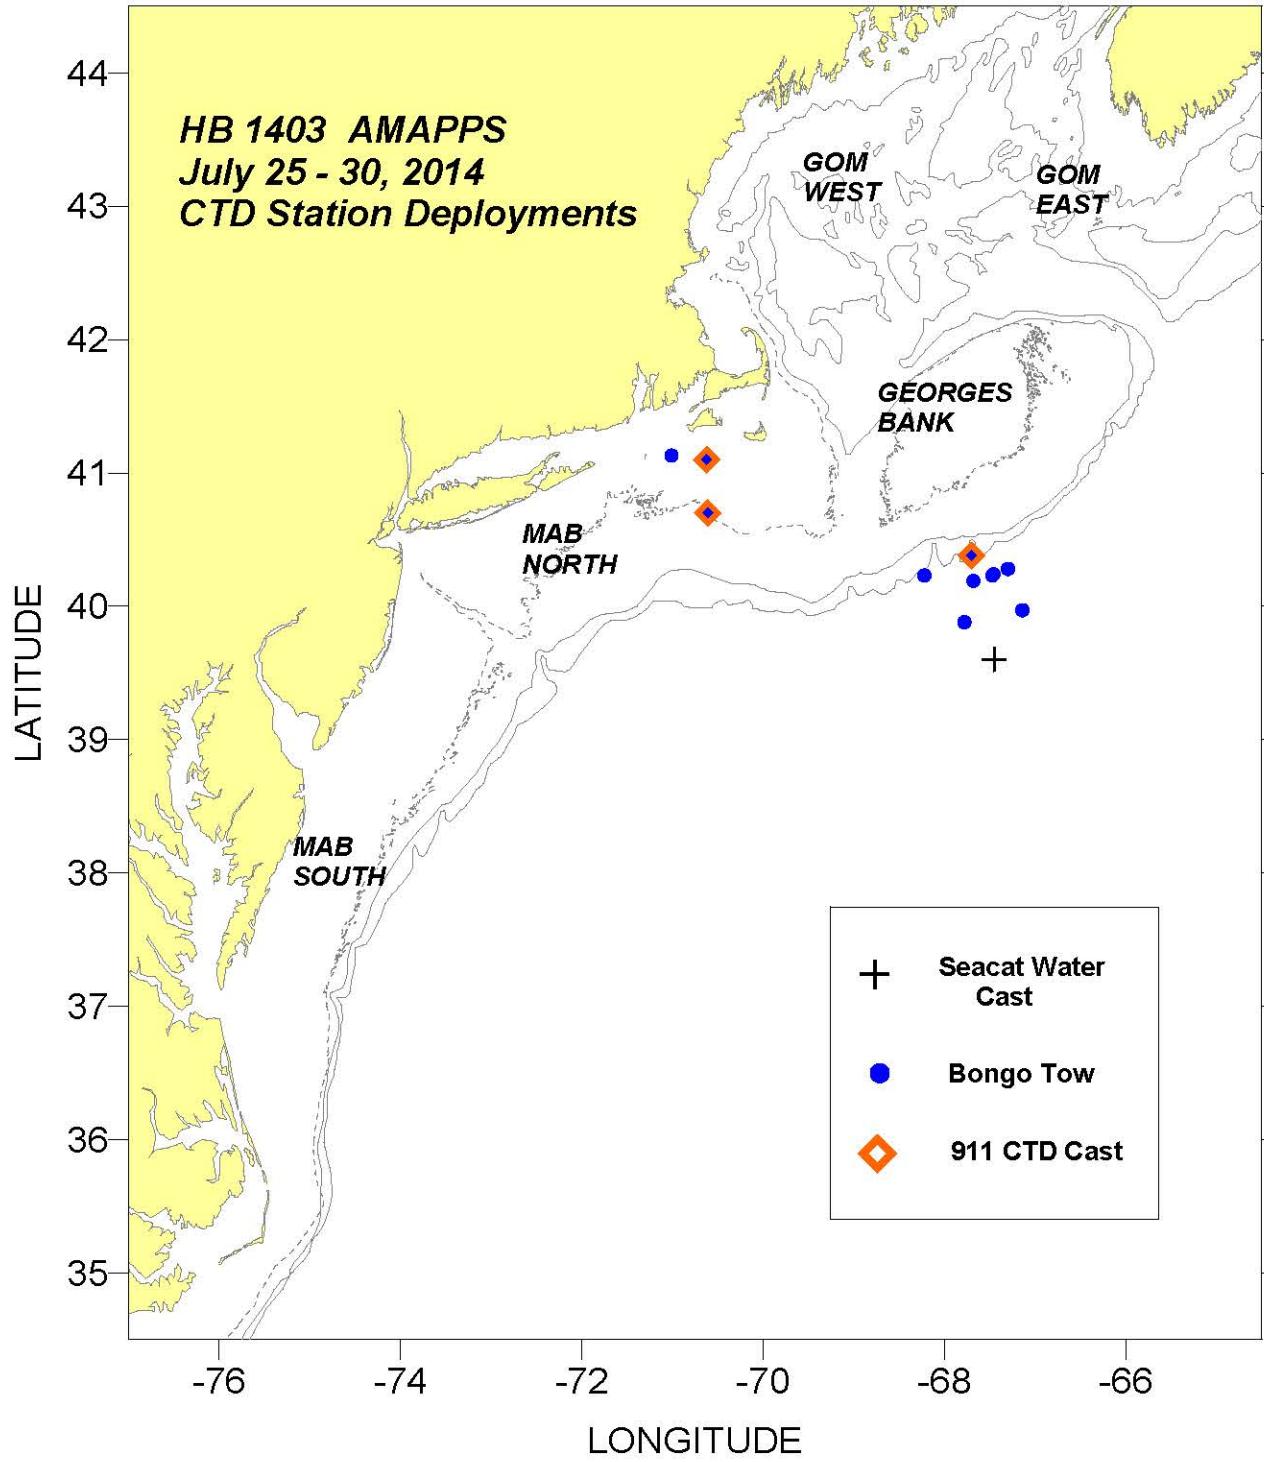 HB 1403 AMAPPS
July 25 - 30, 2014
CTD Station Deployments
GOM
WEST
GOM
EAST
GEORGES
BANK
MAB
NORTH
MAB
SOUTH
Seacat Water
Cast
Bongo Tow
911 CTD Cast
LATITUDE
44
43
42
41
40
39
38
37
36
35
-76
-74
-72
-70
-68
-66
LONGITUDE